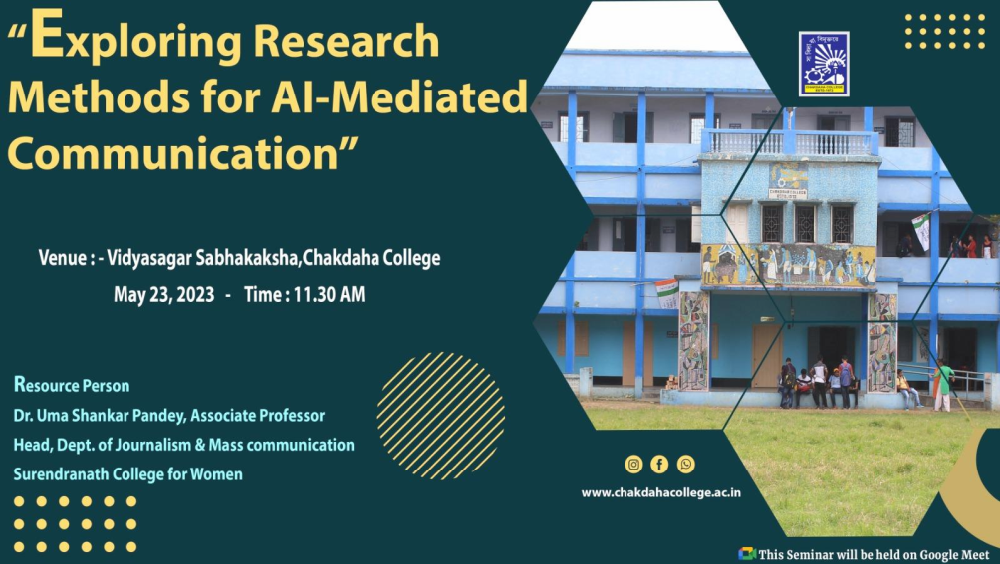 “Exploring Research
Methods for AI-Mediated
Communication”
Venue : - Vidyasagar Sabhakaksha,Chakdaha College
May 23, 2023 - Time : 11.30 AM
Resource Person
Dr. Uma Shankar Pandey, Associate Professor
Head, Dept. of Journalism & Mass communication
Surendranath College for Women
CHAKDAHA COLLEGE
www.chakdahacollege.ac.in
This Seminar will be held on Google Meet